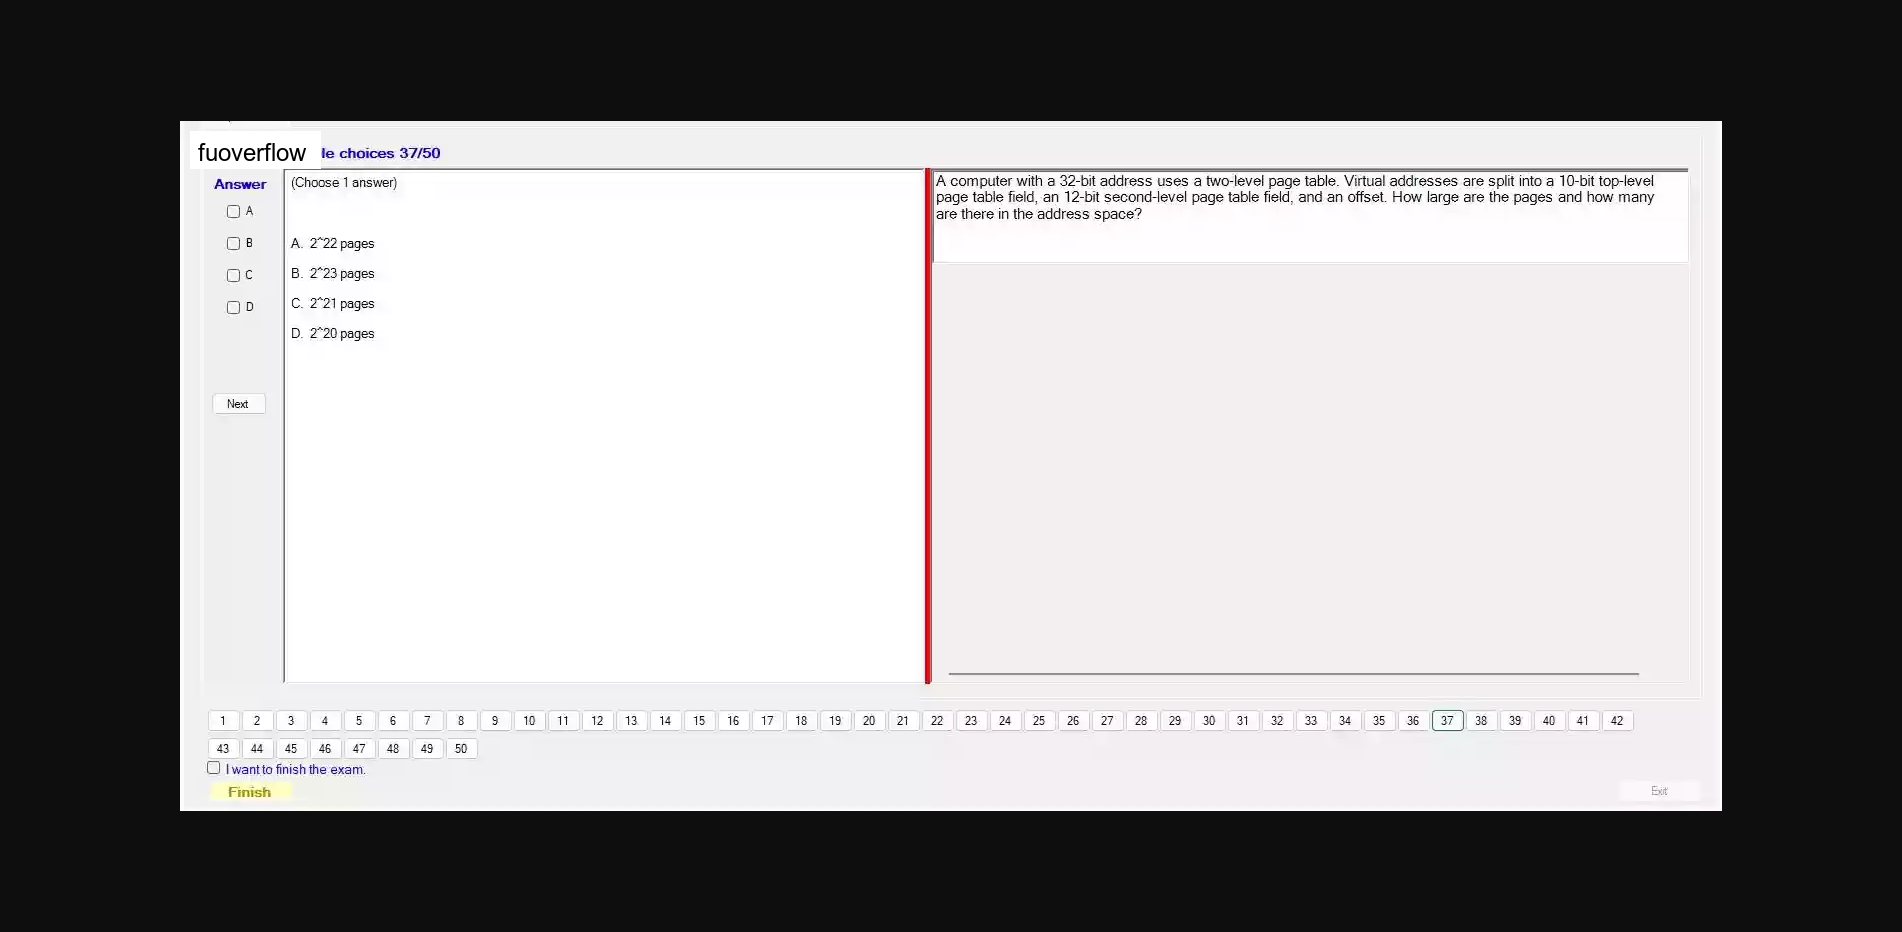 fuoverflow
le choices 37/50
Answer
(Choose 1 answer)
A
B
C
D
A. 2^22 pages
B. 2^23 pages
C. 2^21 pages
D. 2^20 pages
Next
A computer with a 32-bit address uses a two-level page table. Virtual addresses are split into a 10-bit top-level
page table field, an 12-bit second-level page table field, and an offset. How large are the pages and how many
are there in the address space?
1 2 3 4 5 6 7 8 9 10 11 12 13 14 15 16 17 18 19 20 21 22 23 24 25 26 27 28 29 30 31 32 33 34 35 36 37 38 39 40 41 42
43 44 45 46 47 48 49 50
I want to finish the exam.
Finish
Exit